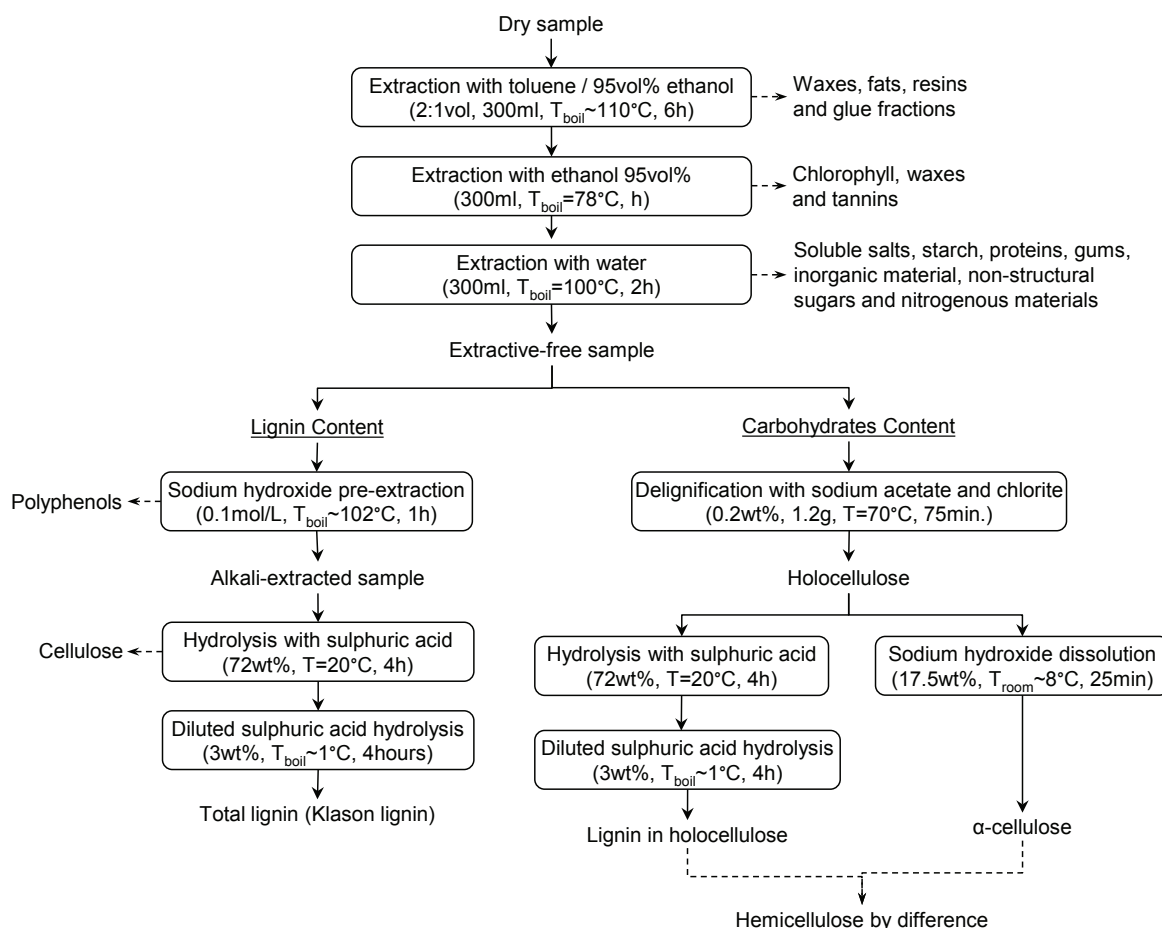 Dry sample
Extraction with toluene / 95vol% ethanol
(2:1vol, 300ml, Tboil~110°C, 6h)
Waxes, fats, resins
and glue fractions
Extraction with ethanol 95vol%
(300ml, Tboil=78°C, h)
Chlorophyll, waxes
and tannins
Extraction with water
(300ml, Tboil=100°C, 2h)
Soluble salts, starch, proteins, gums,
inorganic material, non-structural
sugars and nitrogenous materials
Extractive-free sample
Lignin Content
Polyphenols
Sodium hydroxide pre-extraction
(0.1mol/L, Tboil~102°C, 1h)
Alkali-extracted sample
Cellulose
Hydrolysis with sulphuric acid
(72wt%, T=20°C, 4h)
Diluted sulphuric acid hydrolysis
(3wt%, Tboil~1°C, 4hours)
Total lignin (Klason lignin)
Carbohydrates Content
Delignification with sodium acetate and chlorite
(0.2wt%, 1.2g, T=70°C, 75min.)
Holocellulose
Hydrolysis with sulphuric acid
(72wt%, T=20°C, 4h)
Diluted sulphuric acid hydrolysis
(3wt%, Tboil~1°C, 4h)
Lignin in holocellulose
Sodium hydroxide dissolution
(17.5wt%, Troom~8°C, 25min)
α-cellulose
Hemicellulose by difference